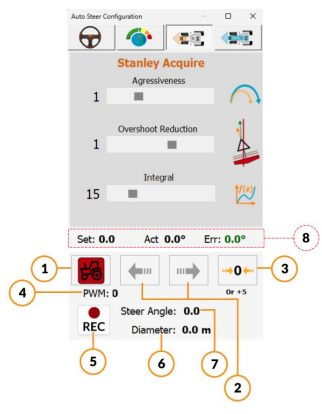 Auto Steer Configuration
Stanley Acquire
Agressiveness
1
Overshoot Reduction
1
Integral
15
f(x)
Set: 0.0 Act 0.0° Err: 0.0°
8
1
0
3
4
PWM: 0
Or +5
REC
Steer Angle: 0.0
Diameter: 0.0 m
5
6
7
2